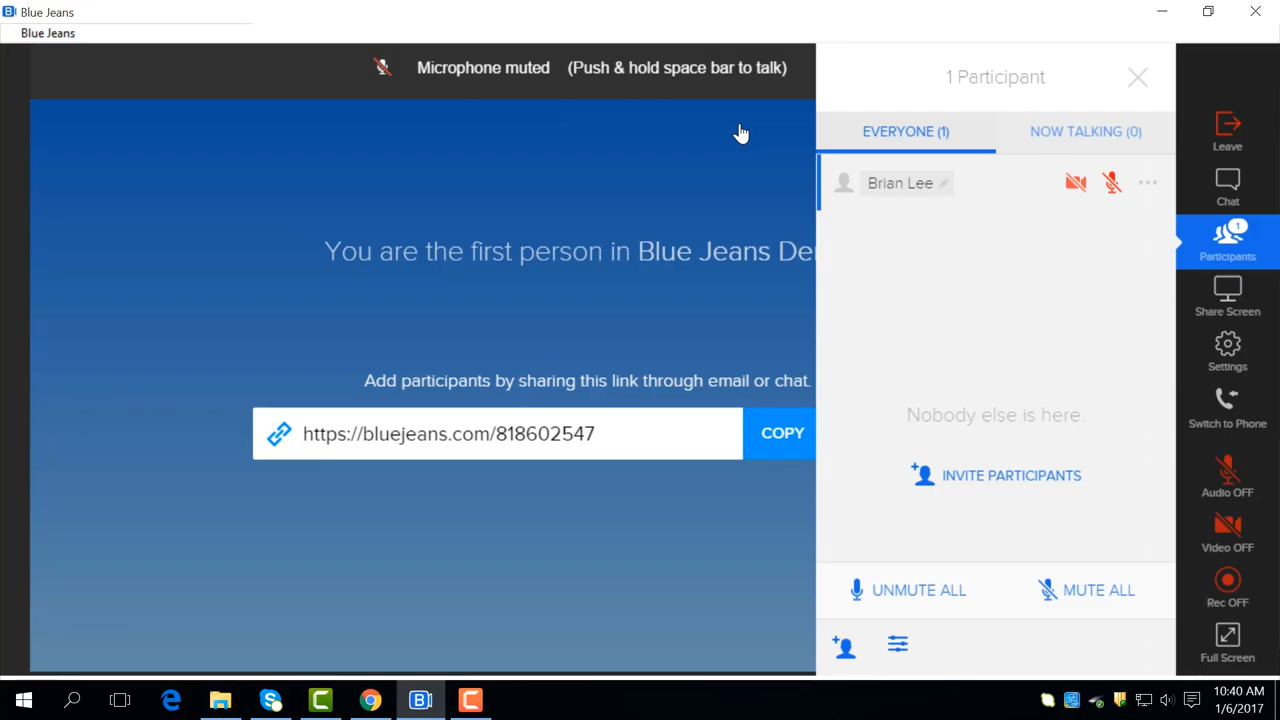 Blue Jeans
Blue Jeans
Microphone muted (Push & hold space bar to talk)
You are the first person in Blue Jeans De
Add participants by sharing this link through email or chat.
https://bluejeans.com/818602547
COPY
1 Participant
EVERYONE (1)
NOW TALKING (0)
Brian Lee
Nobody else is here.
INVITE PARTICIPANTS
UNMUTE ALL
MUTE ALL
Leave
Chat
1
Participants
Share Screen
Settings
Switch to Phone
Audio OFF
Video OFF
Rec OFF
Full Screen
10:40 AM
1/6/2017